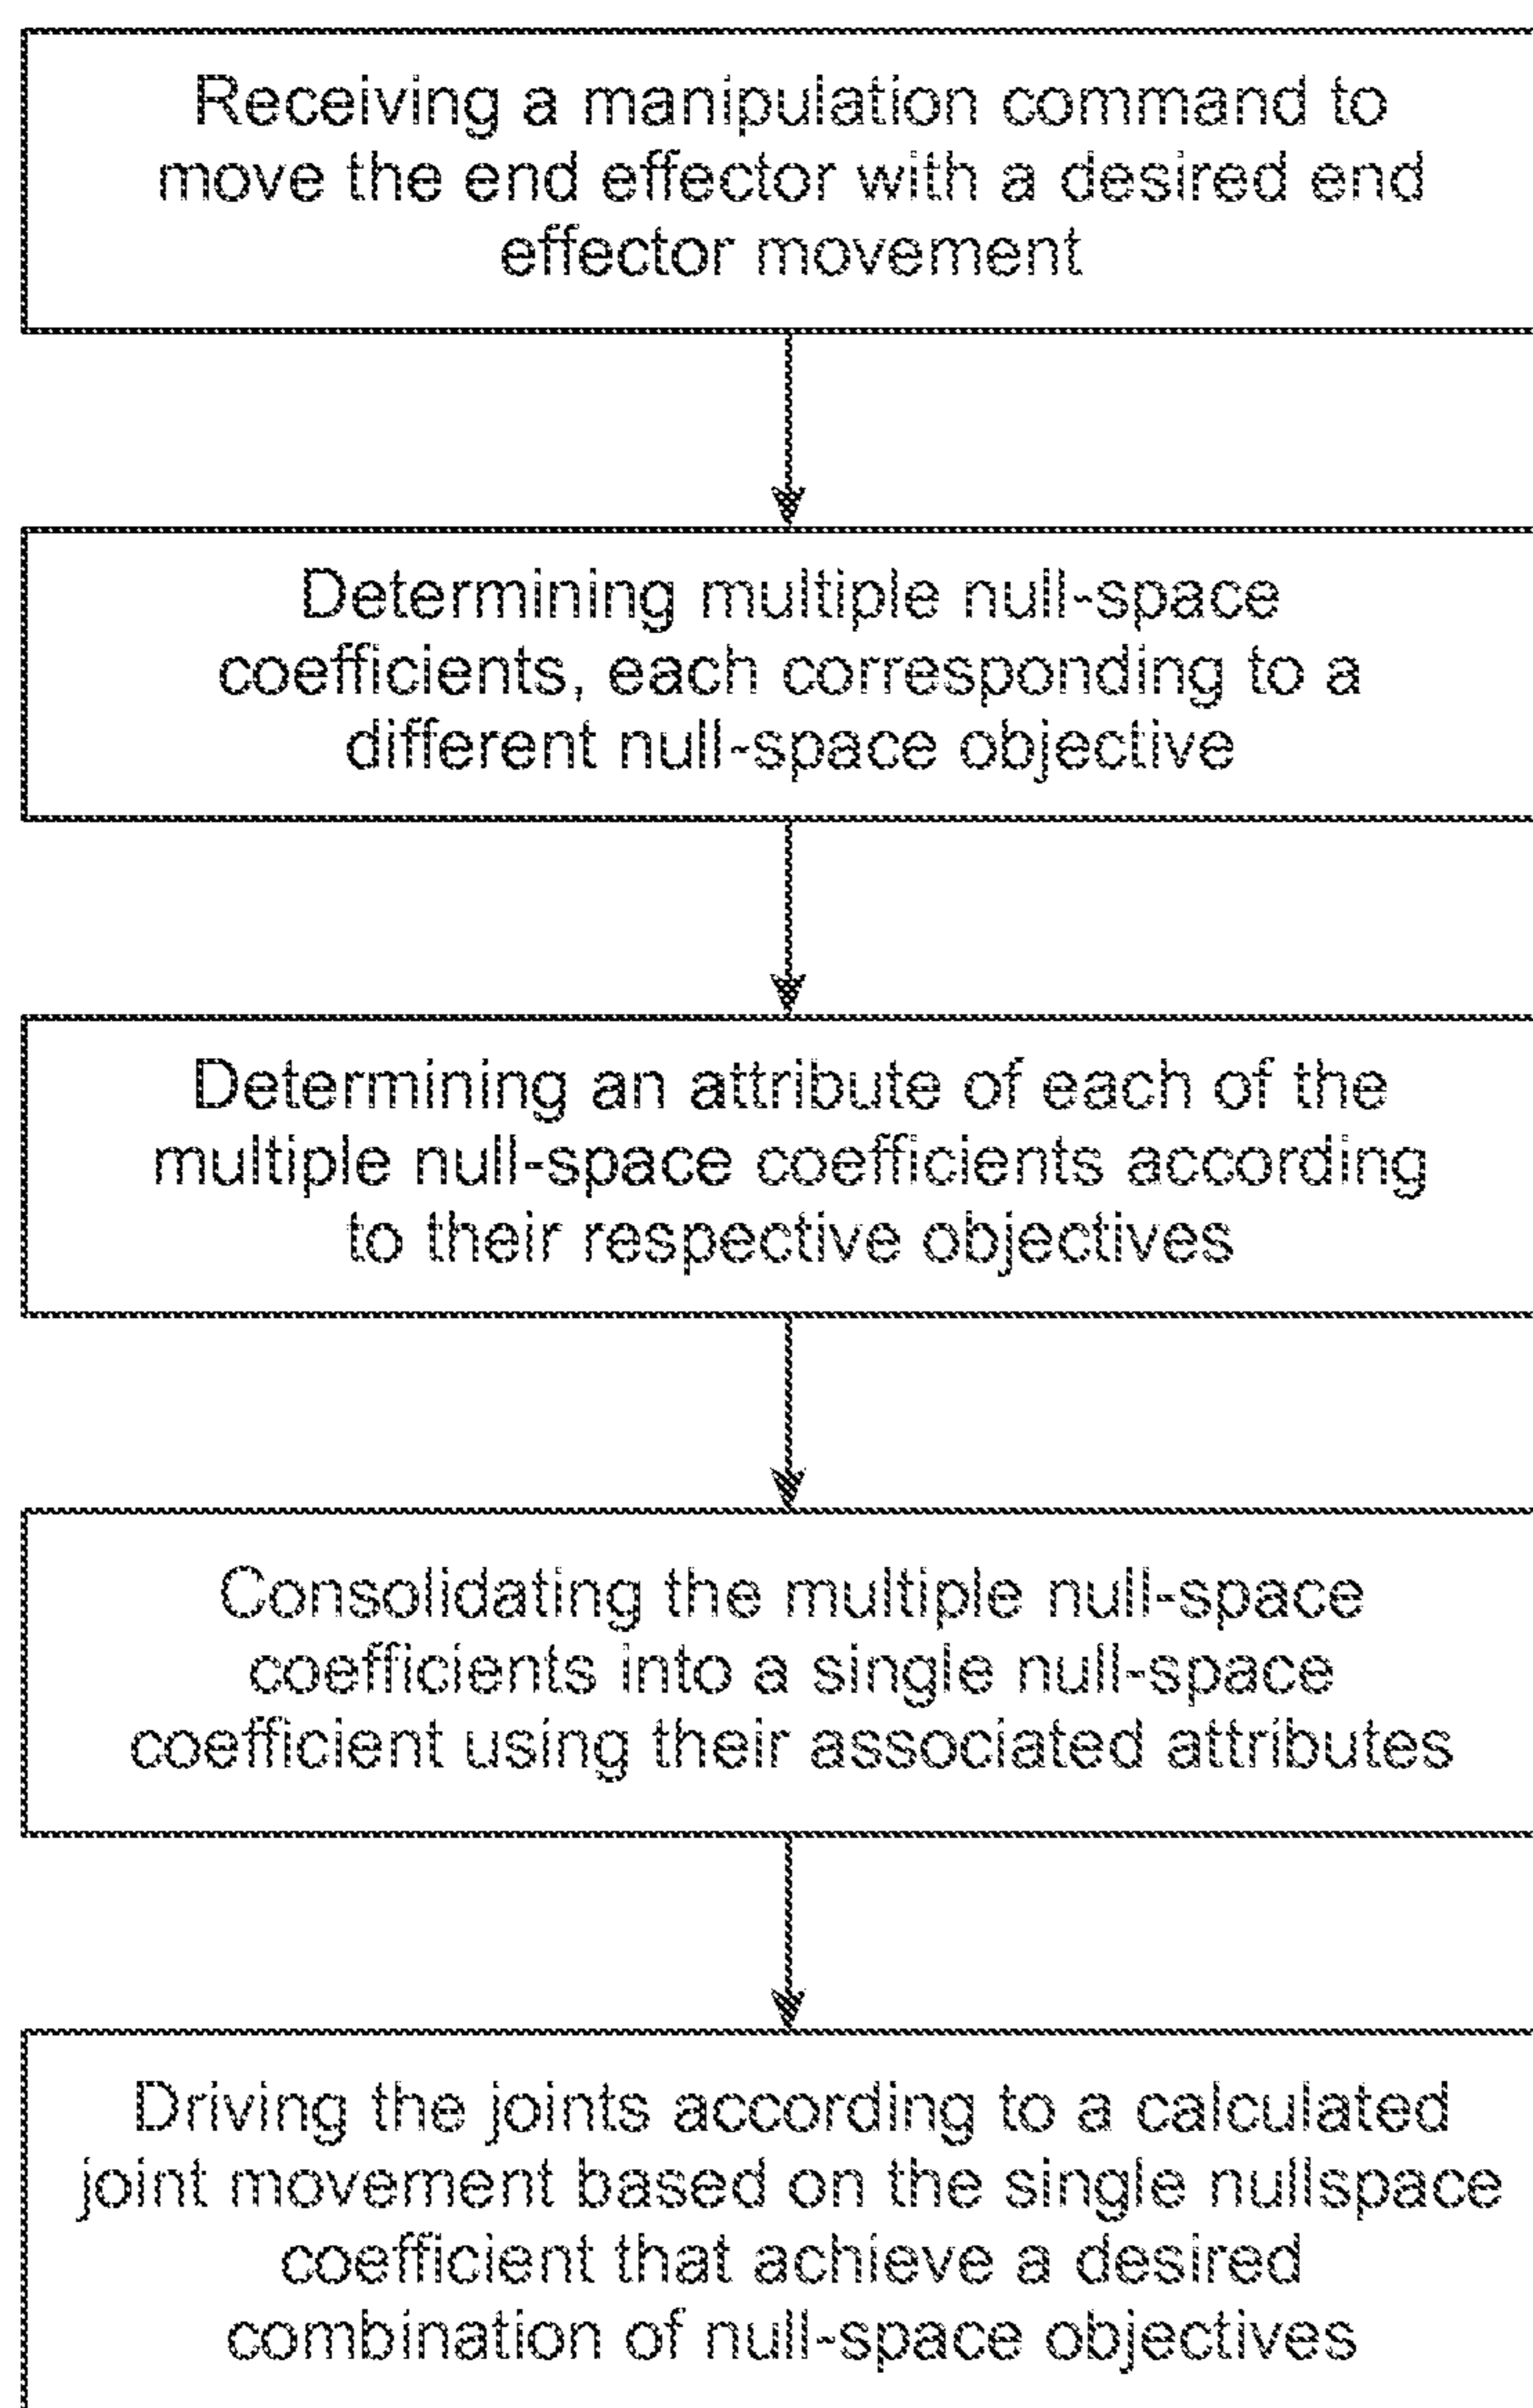 Receiving a manipulation command to
move the end effector with a desired end
effector movement
Determining multiple null-space
coefficients, each corresponding to a
different null-space objective
Determining an attribute of each of the
multiple null-space coefficients according
to their respective objectives
Consolidating the multiple null-space
coefficients into a single null-space
coefficient using their associated attributes
Driving the joints according to a calculated
joint movement based on the single nullspace
coefficient that achieve a desired
combination of null-space objectives